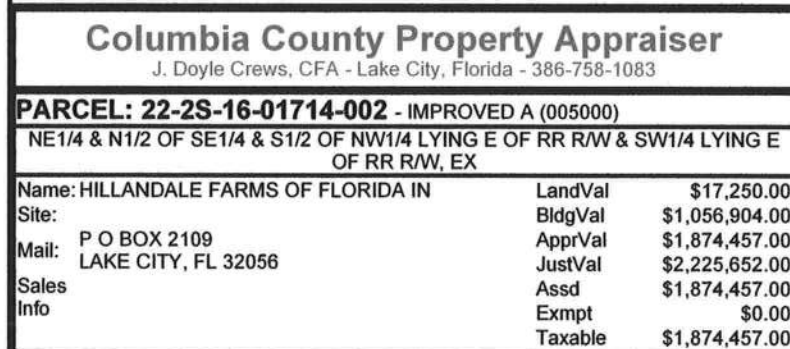 Columbia County Property Appraiser
J. Doyle Crews, CFA - Lake City, Florida - 386-758-1083
PARCEL: 22-2S-16-01714-002 - IMPROVED A (005000)
NE1/4 & N1/2 OF SE1/4 & S1/2 OF NW1/4 LYING E OF RR R/W & SW1/4 LYING E
OF RR R/W, EX
Name: HILLANDALE FARMS OF FLORIDA IN LandVal $17,250.00
Site: BldgVal $1,056,904.00
Mail: P O BOX 2109 ApprVal $1,874,457.00
LAKE CITY, FL 32056 JustVal $2,225,652.00
Sales Assd $1,874,457.00
Info Exmpt $0.00
Taxable $1,874,457.00